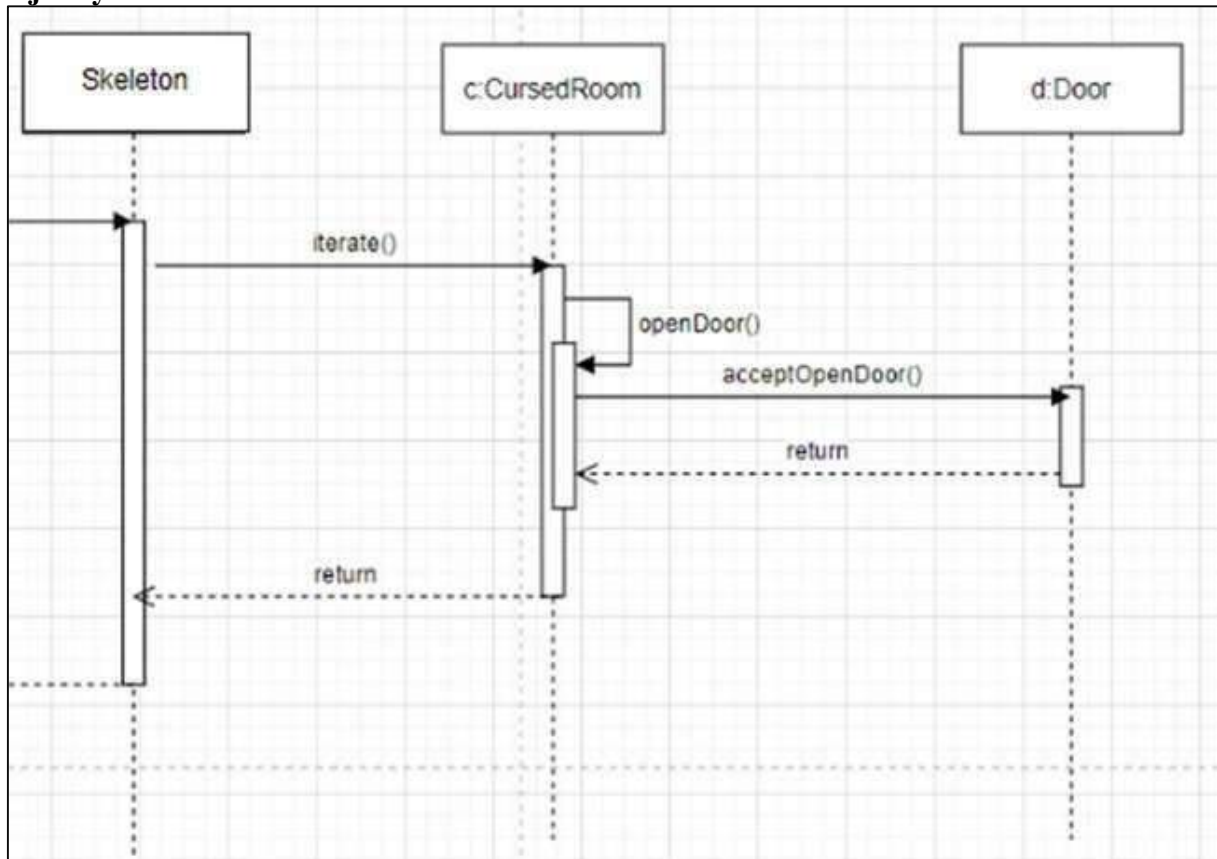 Skeleton
c:CursedRoom
d:Door
iterate()
openDoor()
acceptOpenDoor()
return
return